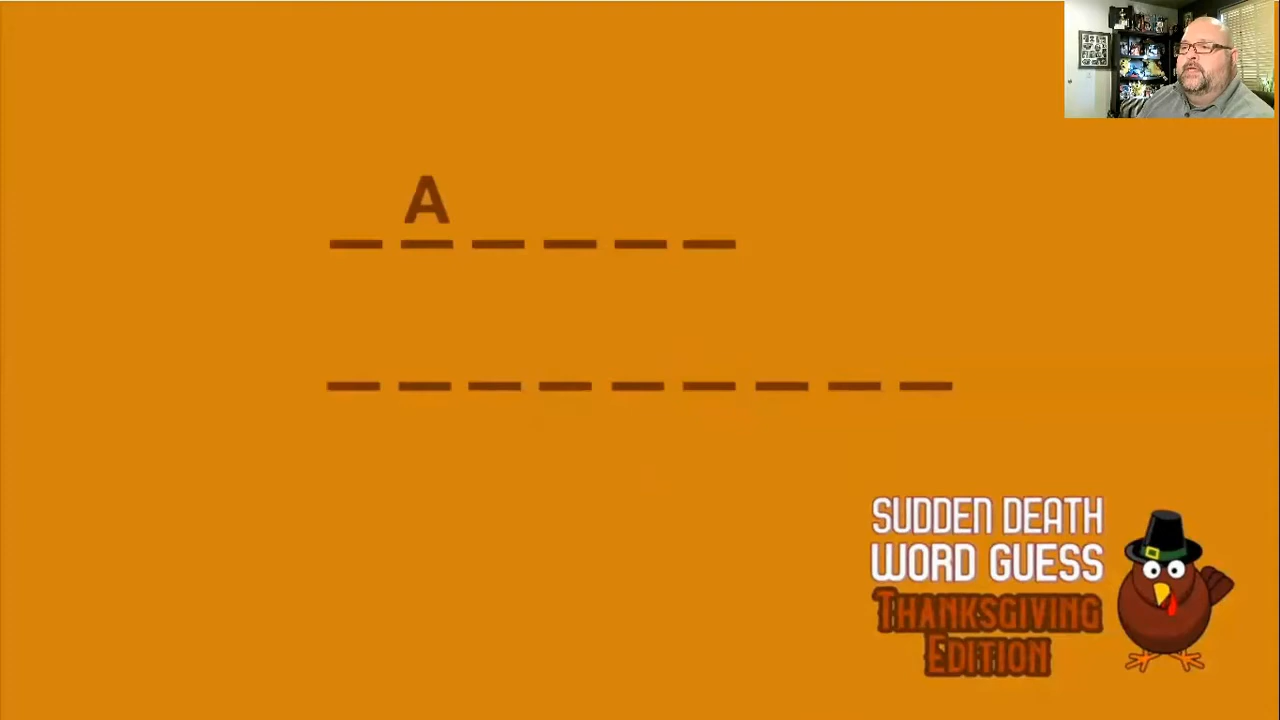 A
SUDDEN DEATH
WORD GUESS
THANKSGIVING
EDITION